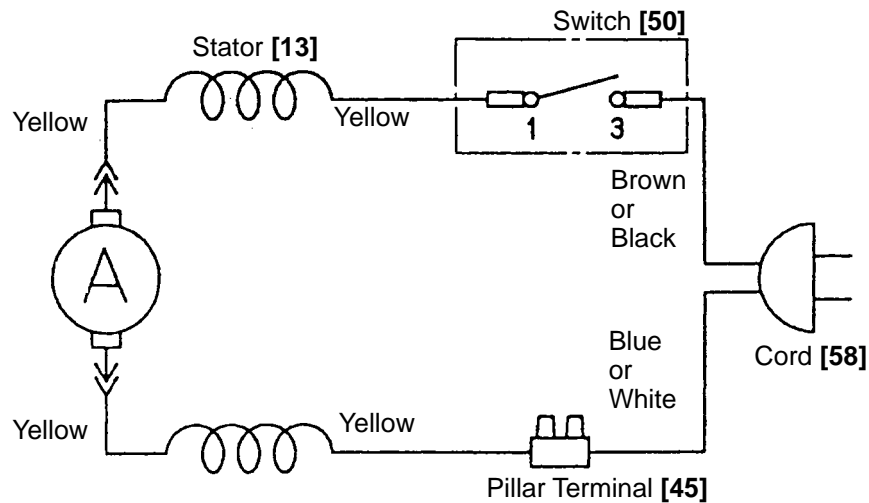 Switch [50]
Stator [13]
Yellow
Yellow
1 3
Brown
or
Black
A
Blue
or
White
Cord [58]
Yellow
Yellow
Pillar Terminal [45]